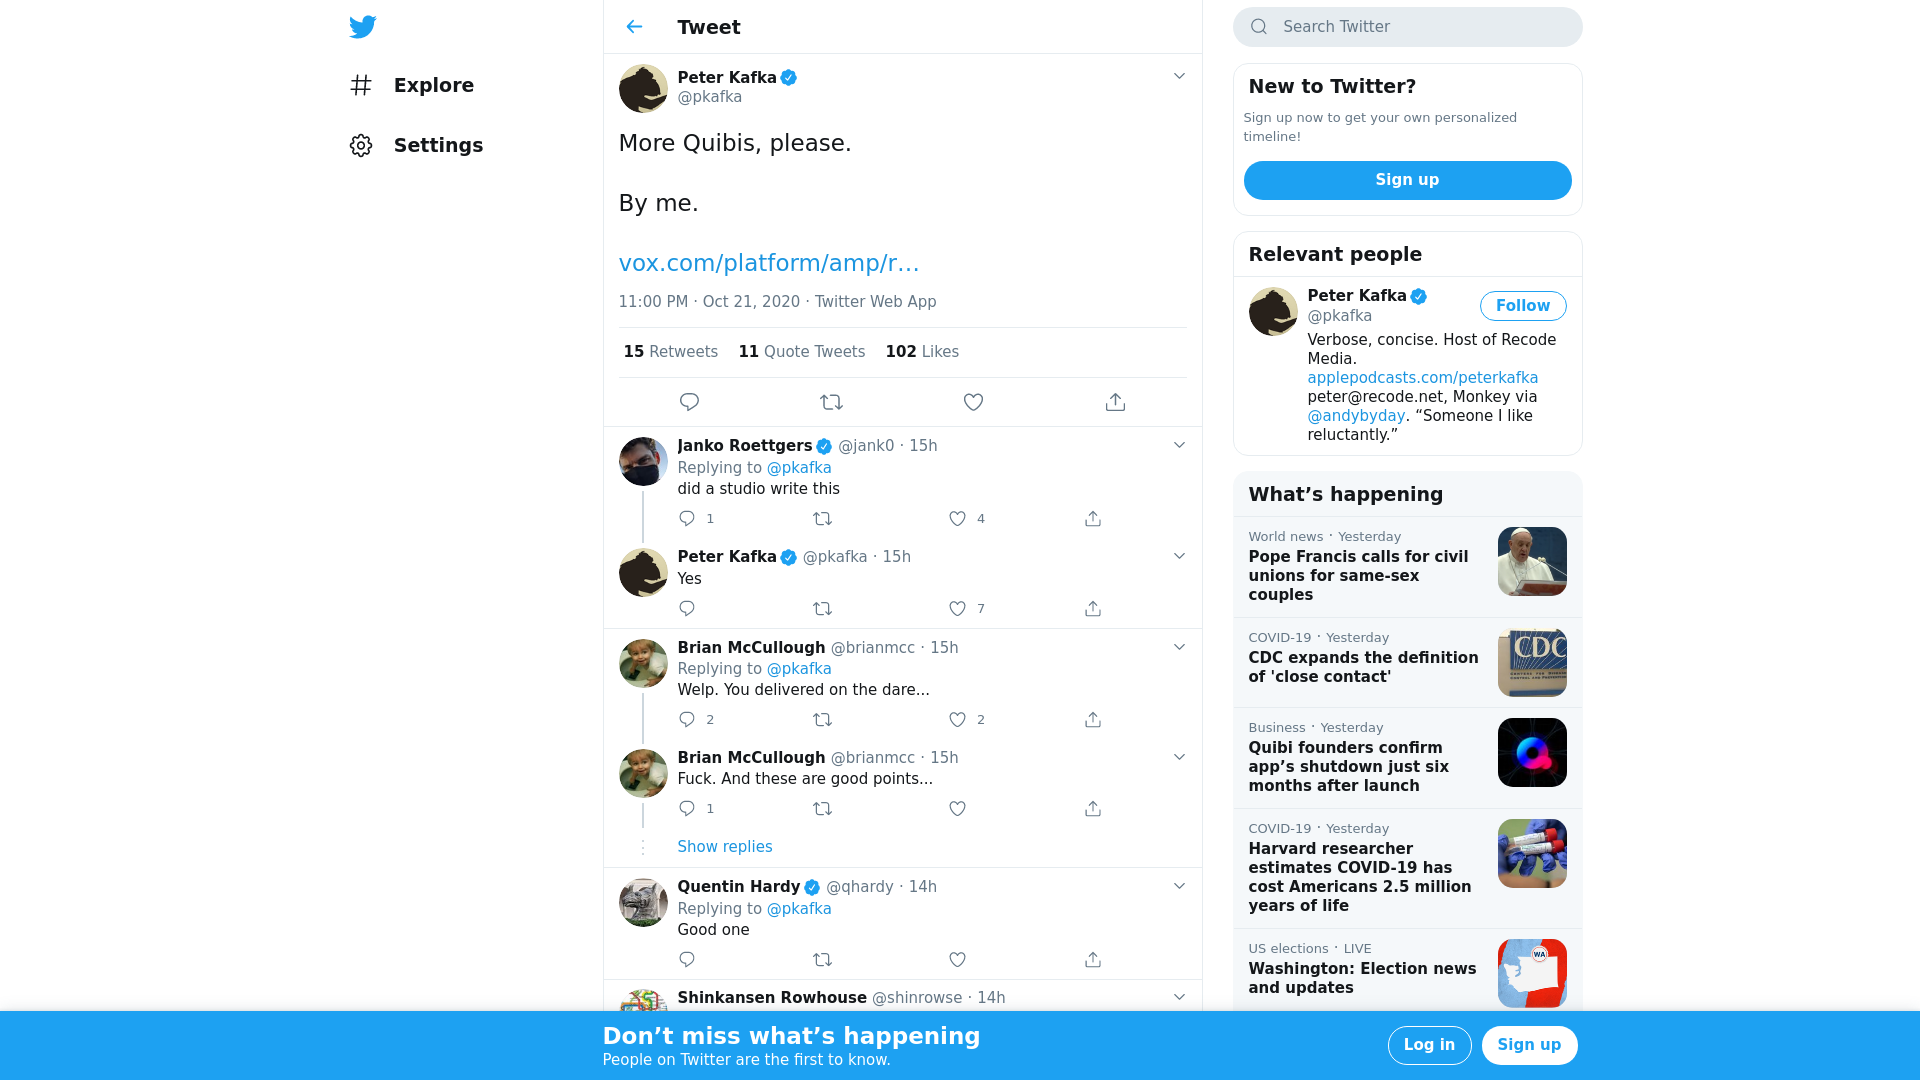 Explore
Settings
Tweet
Peter Kafka
@pkafka
More Quibis, please.
By me.
vox.com/platform/amp/r…
11:00 PM · Oct 21, 2020 · Twitter Web App
15 Retweets 11 Quote Tweets 102 Likes
Janko Roettgers @jank0 · 15h
Replying to @pkafka
did a studio write this
1 4
Peter Kafka @pkafka · 15h
Yes
7
Brian McCullough @brianmcc · 15h
Replying to @pkafka
Welp. You delivered on the dare...
2 2
Brian McCullough @brianmcc · 15h
Fuck. And these are good points...
1
Show replies
Quentin Hardy @qhardy · 14h
Replying to @pkafka
Good one
Shinkansen Rowhouse @shinrowse · 14h
Search Twitter
New to Twitter?
Sign up now to get your own personalized
timeline!
Sign up
Relevant people
Peter Kafka
@pkafka
Follow
Verbose, concise. Host of Recode
Media.
applepodcasts.com/peterkafka
peter@recode.net, Monkey via
@andybyday. “Someone I like
reluctantly.”
What’s happening
World news · Yesterday
Pope Francis calls for civil
unions for same-sex
couples
COVID-19 · Yesterday
CDC expands the definition
of 'close contact'
CDC
Business · Yesterday
Quibi founders confirm
app’s shutdown just six
months after launch
COVID-19 · Yesterday
Harvard researcher
estimates COVID-19 has
cost Americans 2.5 million
years of life
US elections · LIVE
Washington: Election news
and updates
WA
Don’t miss what’s happening
People on Twitter are the first to know.
Log in
Sign up